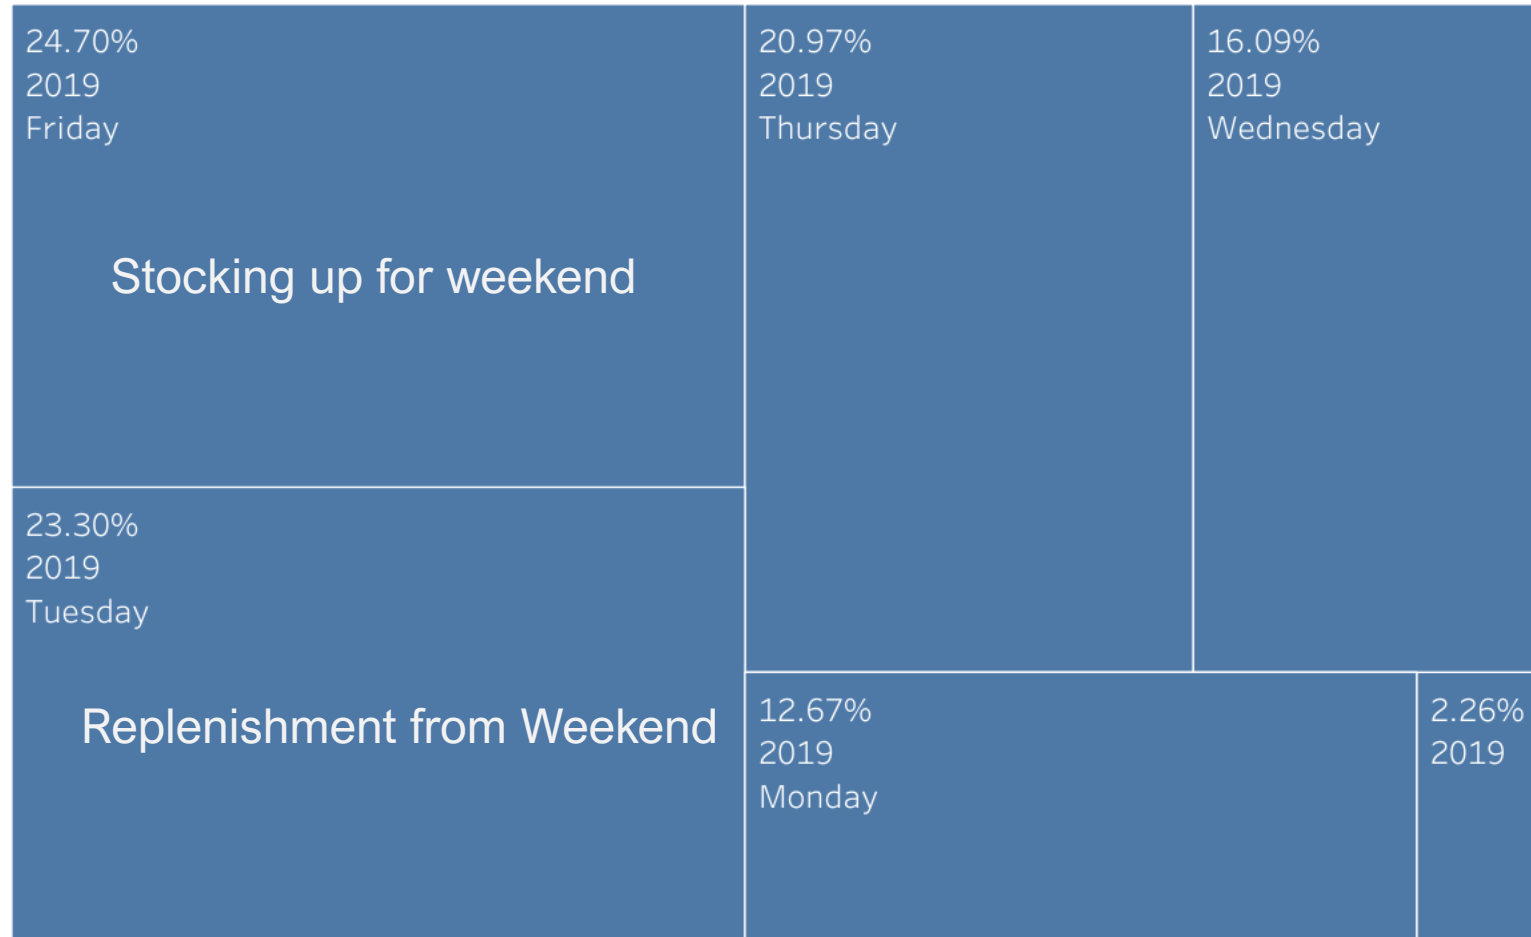 24.70%
2019
Friday
Stocking up for weekend
23.30%
2019
Tuesday
Replenishment from Weekend
20.97%
2019
Thursday
16.09%
2019
Wednesday
12.67%
2019
Monday
2.26%
2019